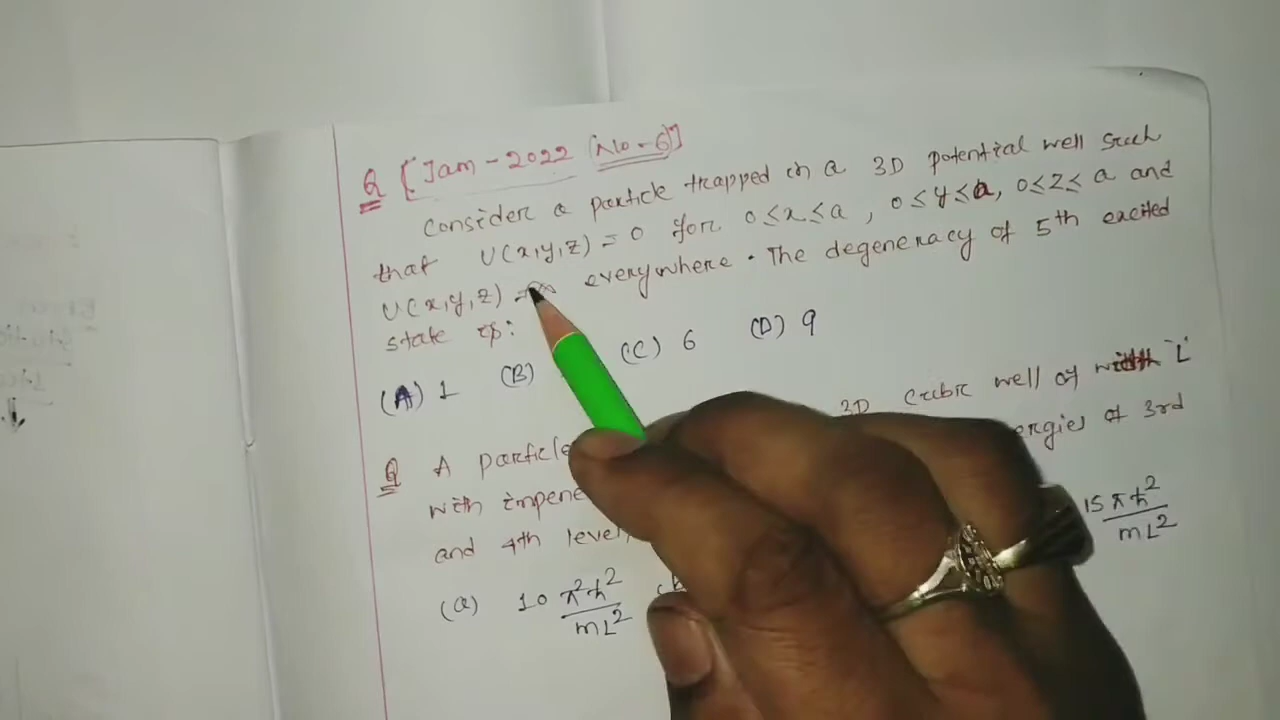 Q [Jam - 2022 [No - 6]
Consider a particle trapped in a 3D potential well such
that U(x,y,z) = 0 for 0≤x≤a, 0≤y≤a, 0≤z≤a and
U(x,y,z) = ∞ everywhere. The degeneracy of 5th excited
state is:
(A) 1 (B) (C) 6 (D) 9
Q A particle 3D cubic well of width L
with impene ergies of 3rd
and 4th level
(a) 10 π²ħ²/mL² 15 πħ²/mL²